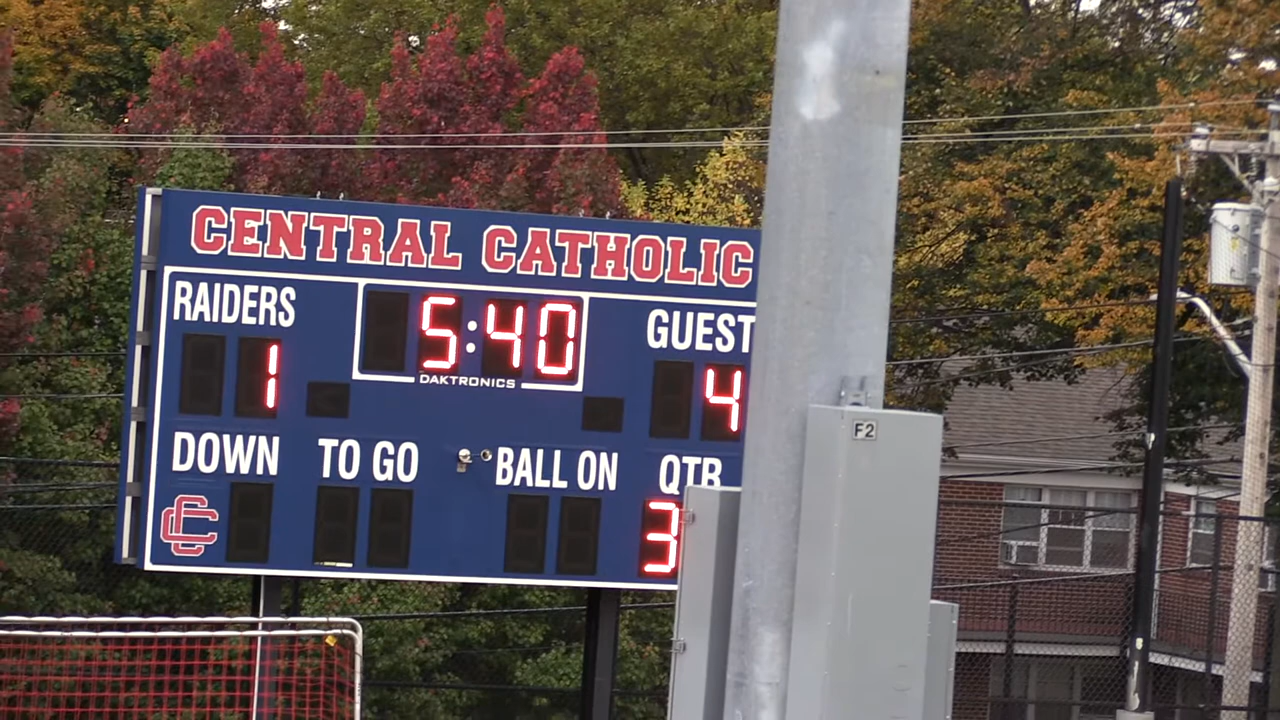 CENTRAL CATHOLIC
RAIDERS
5:40
GUEST
1
DAKTRONICS
4
F2
DOWN
TO GO
BALL ON
QTR
CC
3